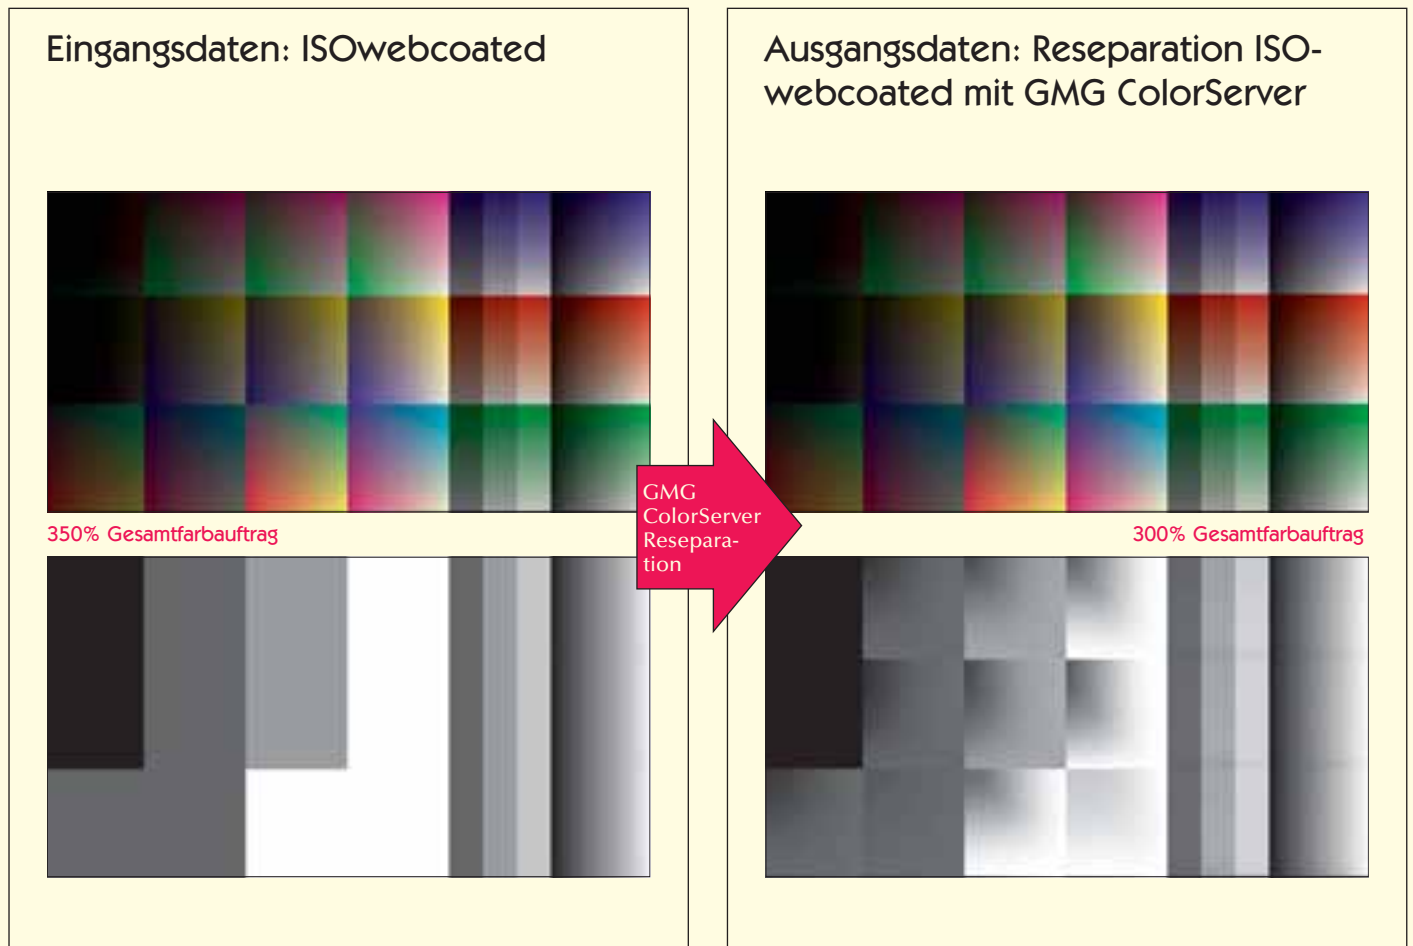 Eingangsdaten: ISOwebcoated
350% Gesamtfarbauftrag
GMG
ColorServer
Resepara-
tion
Ausgangsdaten: Reseparation ISO-
webcoated mit GMG ColorServer
300% Gesamtfarbauftrag